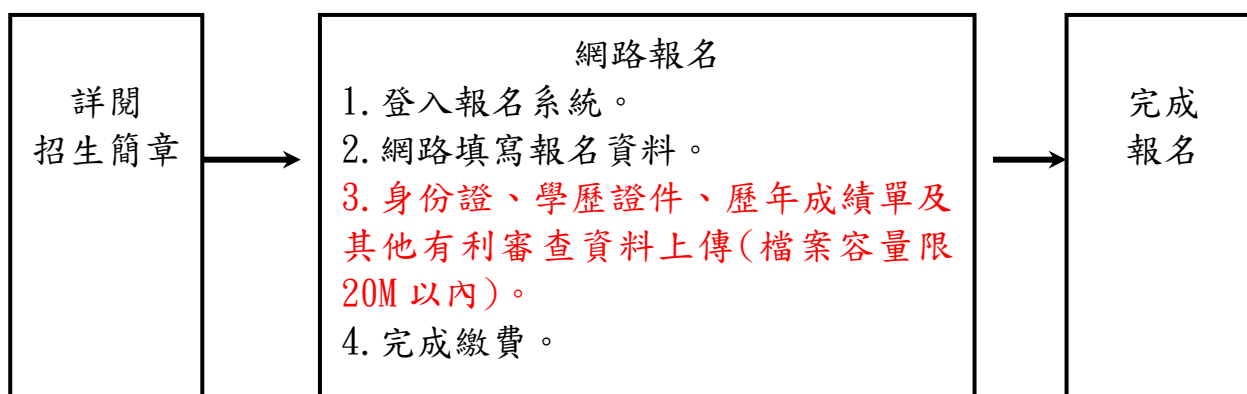 詳閱
招生簡章
網路報名
1.登入報名系統。
2.網路填寫報名資料。
3.身份證、學歷證件、歷年成績單及
其他有利審查資料上傳(檔案容量限
20M以內)。
4.完成繳費。
完成
報名